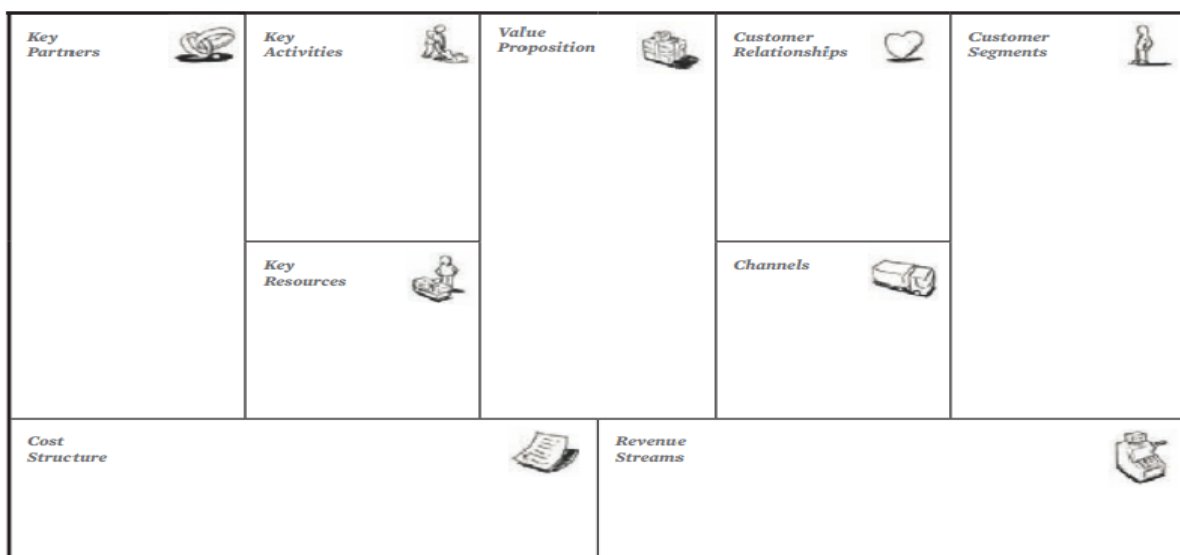 Key
Partners
Key
Activities
Value
Proposition
Customer
Relationships
Customer
Segments
Key
Resources
Channels
Cost
Structure
Revenue
Streams